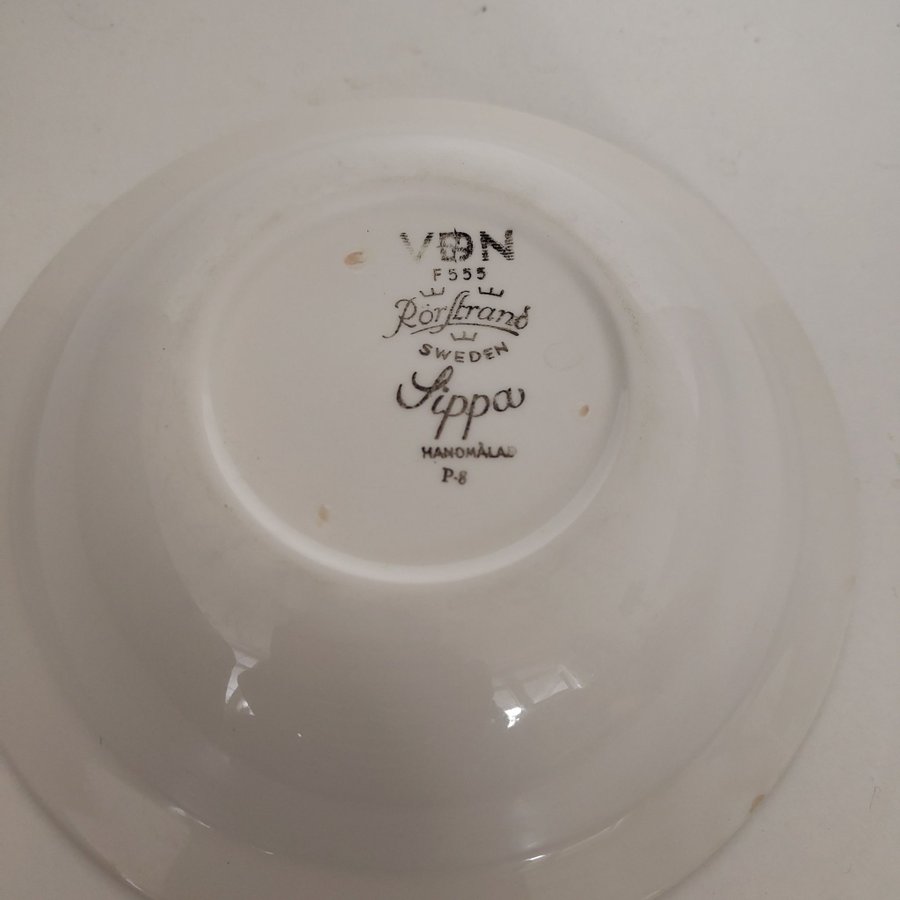 VDN
F555
Rörstrand
SWEDEN
Sippa
HANDMÅLAD
P-8